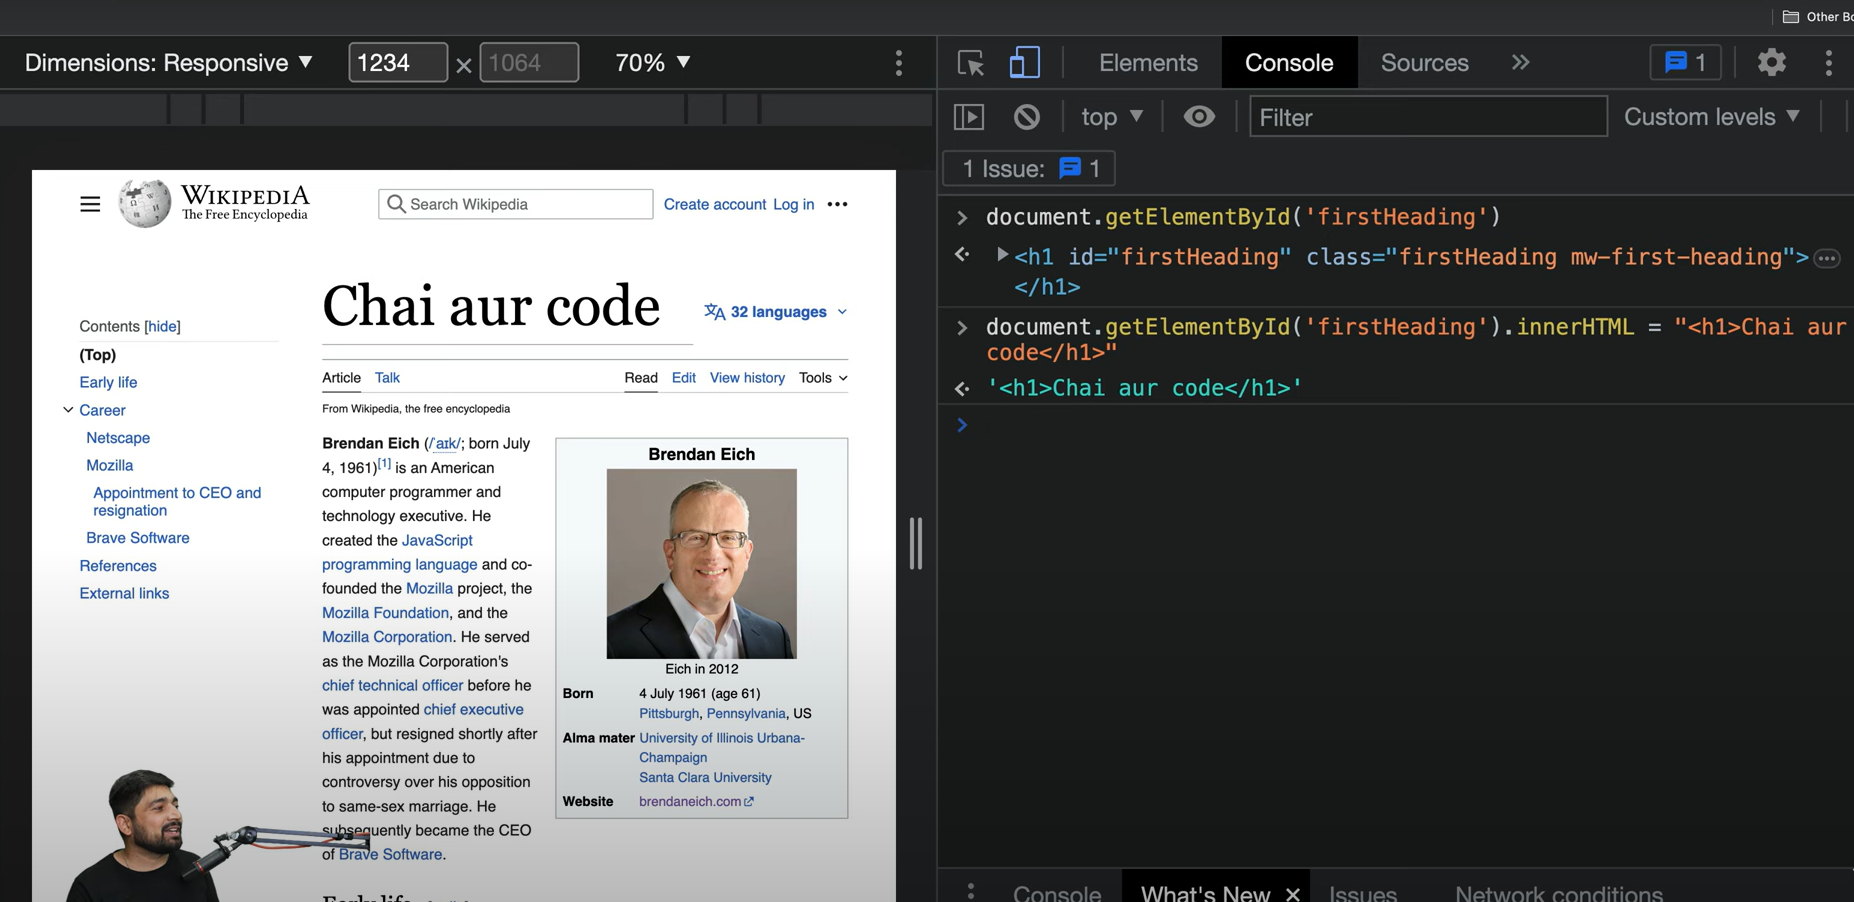 Other Bo
Dimensions: Responsive ▼ 1234 × 1064 70% ▼
Elements Console Sources » 1
top ▼ Filter Custom levels ▼
1 Issue: 1
WIKIPEDIA
The Free Encyclopedia
Search Wikipedia
Create account Log in •••
Chai aur code
32 languages
Contents [hide]
(Top)
Early life
Career
Netscape
Mozilla
Appointment to CEO and
resignation
Brave Software
References
External links
Article Talk Read Edit View history Tools
From Wikipedia, the free encyclopedia
Brendan Eich (/ˈaɪk/; born July
4, 1961)[1] is an American
computer programmer and
technology executive. He
created the JavaScript
programming language and co-
founded the Mozilla project, the
Mozilla Foundation, and the
Mozilla Corporation. He served
as the Mozilla Corporation's
chief technical officer before he
was appointed chief executive
officer, but resigned shortly after
his appointment due to
controversy over his opposition
to same-sex marriage. He
subsequently became the CEO
of Brave Software.
Early life
Brendan Eich
Eich in 2012
Born 4 July 1961 (age 61)
Pittsburgh, Pennsylvania, US
Alma mater University of Illinois Urbana-
Champaign
Santa Clara University
Website brendaneich.com
> document.getElementById('firstHeading')
<h1 id="firstHeading" class="firstHeading mw-first-heading">…
</h1>
> document.getElementById('firstHeading').innerHTML = "<h1>Chai aur
code</h1>"
'<h1>Chai aur code</h1>'
>
Console What's New × Issues Network conditions